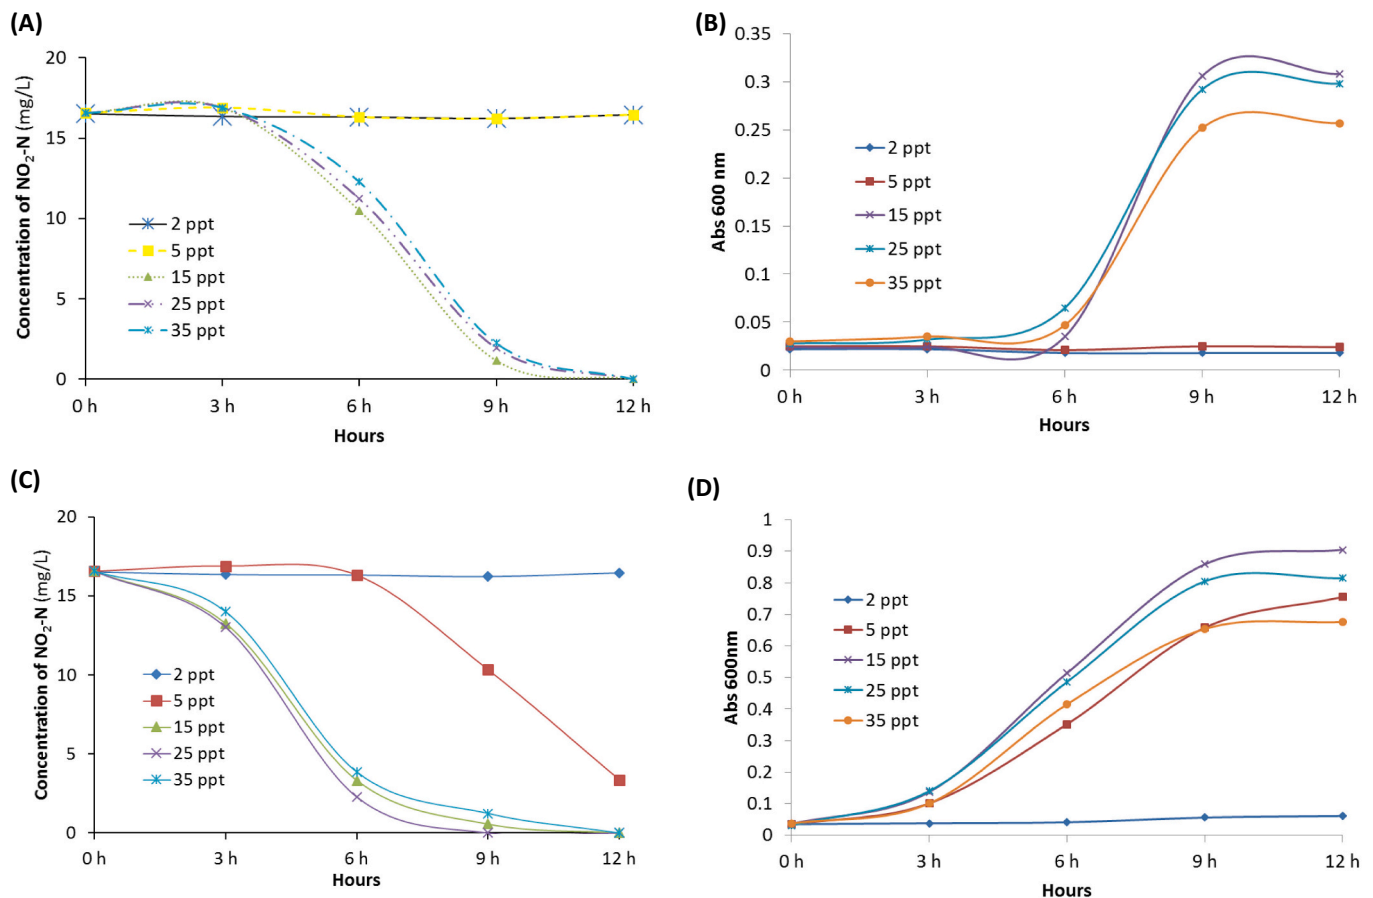 (A)
Concentration of NO₂-N (mg/L)
20
15
10
5
0
2 ppt
5 ppt
15 ppt
25 ppt
35 ppt
0 h
3 h
6 h
9 h
12 h
Hours
(B)
Abs 600 nm
0.35
0.3
0.25
0.2
0.15
0.1
0.05
0
2 ppt
5 ppt
15 ppt
25 ppt
35 ppt
0 h
3 h
6 h
9 h
12 h
Hours
(C)
Concentration of NO₂-N (mg/L)
20
15
10
5
0
2 ppt
5 ppt
15 ppt
25 ppt
35 ppt
0 h
3 h
6 h
9 h
12 h
Hours
(D)
Abs 600nm
1
0.9
0.8
0.7
0.6
0.5
0.4
0.3
0.2
0.1
0
2 ppt
5 ppt
15 ppt
25 ppt
35 ppt
0 h
3 h
6 h
9 h
12 h
Hours